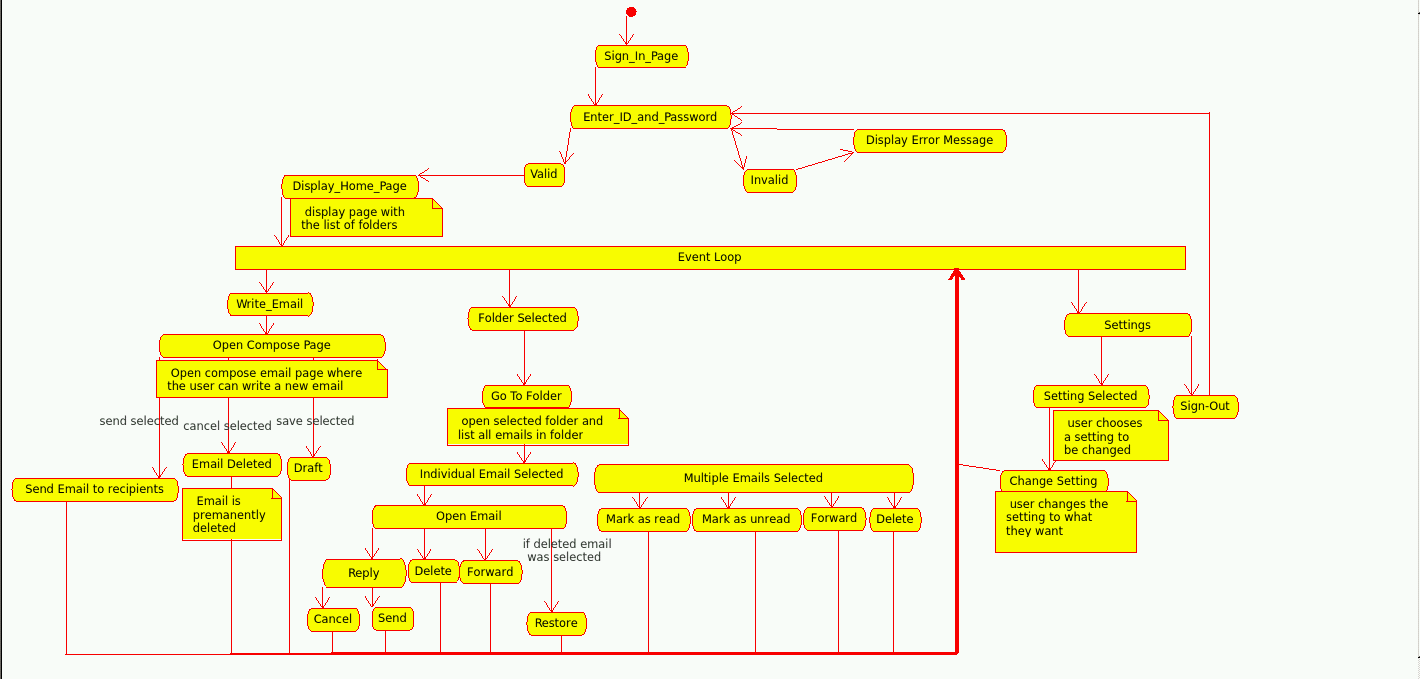 Sign_In_Page
Enter_ID_and_Password
Display Error Message
Valid
Invalid
Display_Home_Page
display page with
the list of folders
Event Loop
Write_Email
Folder Selected
Settings
Open Compose Page
Open compose email page where
the user can write a new email
Go To Folder
open selected folder and
list all emails in folder
Setting Selected
Sign-Out
user chooses
a setting to
be changed
send selected
cancel selected
save selected
Email Deleted
Draft
Send Email to recipients
Email is
premanently
deleted
Individual Email Selected
Multiple Emails Selected
Change Setting
user changes the
setting to what
they want
Open Email
Mark as read
Mark as unread
Forward
Delete
if deleted email
was selected
Reply
Delete
Forward
Cancel
Send
Restore